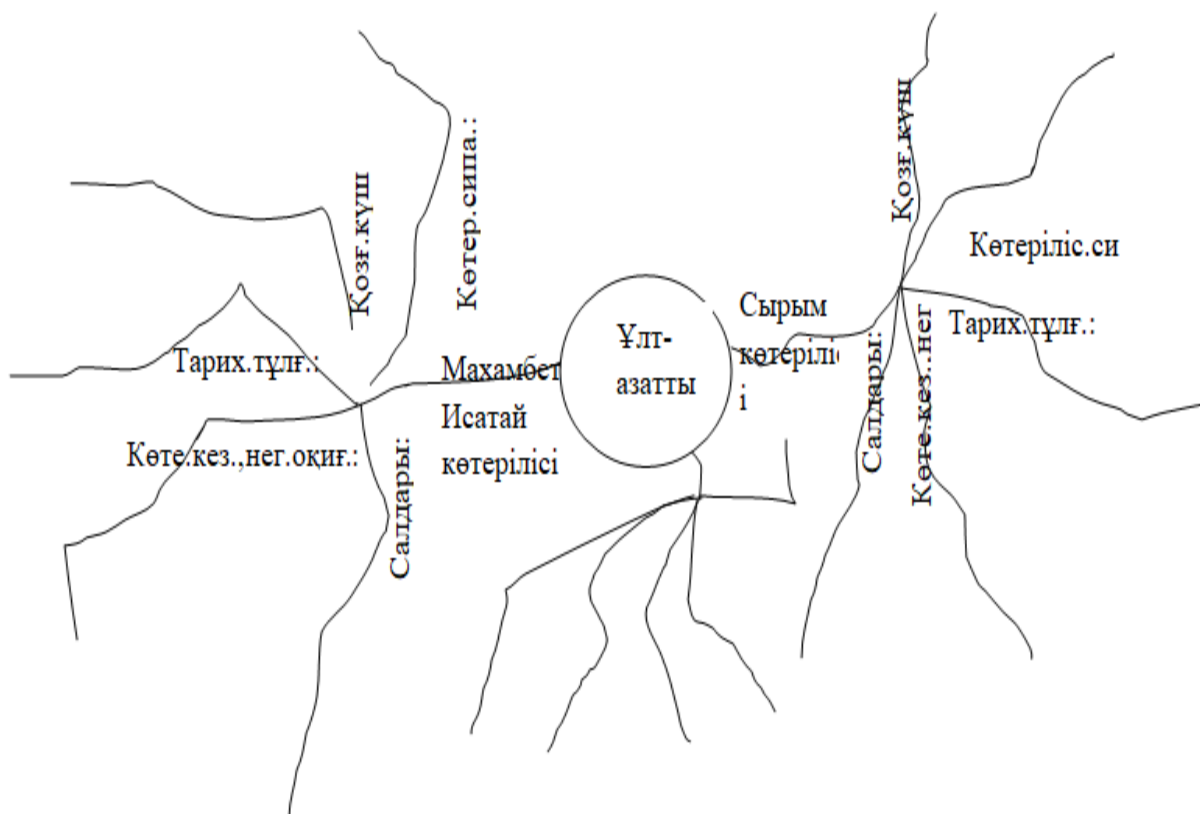 Қозғ.күш
Көтер.сипа.:
Тарих.тұлғ.:
Көте.кез.,нег.оқиғ.:
Салдары:
Махамбет
Исатай
көтерілісі
Ұлт-
азатты
Сырым
көтеріліс
і
Қозғ.күш
Көтеріліс.си
Тарих.тұлғ.:
Салдары:
Көте.кез..нег